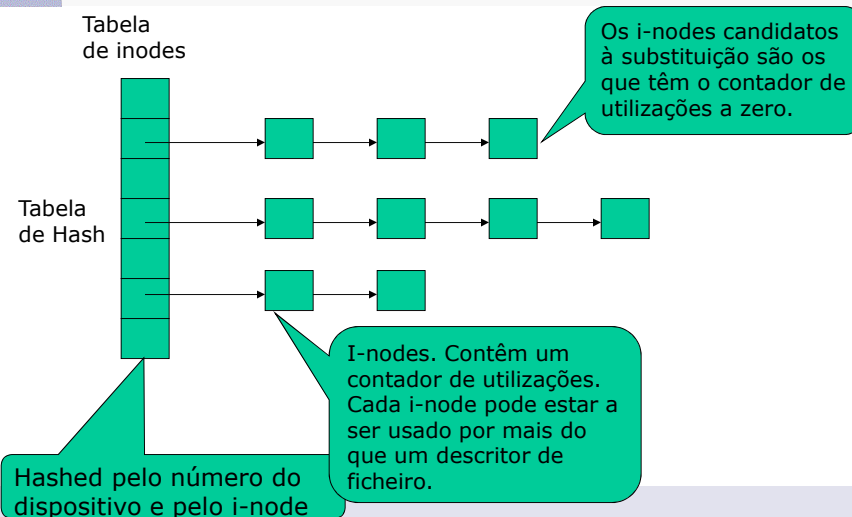 Tabela
de inodes
Os i-nodes candidatos
à substituição são os
que têm o contador de
utilizações a zero.
Tabela
de Hash
I-nodes. Contêm um
contador de utilizações.
Cada i-node pode estar a
ser usado por mais do
que um descritor de
ficheiro.
Hashed pelo número do
dispositivo e pelo i-node